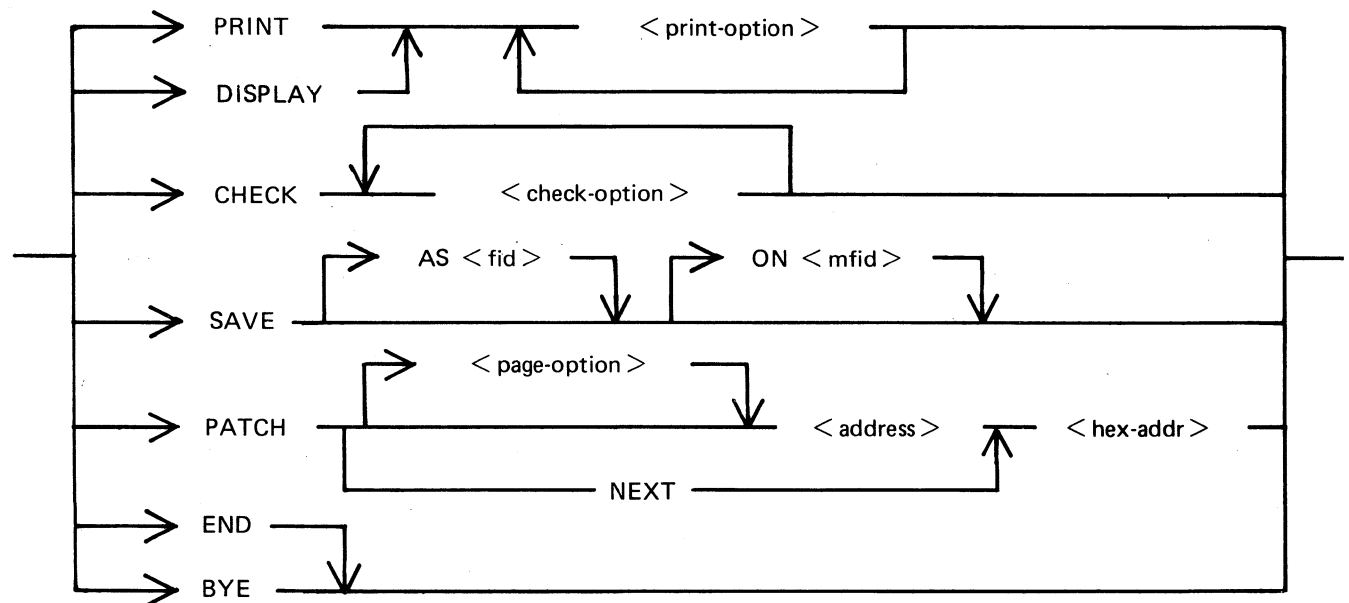 PRINT < print-option >
DISPLAY
CHECK < check-option >
AS < fid > ON < mfid >
SAVE
< page-option >
PATCH < address > < hex-addr >
NEXT
END
BYE